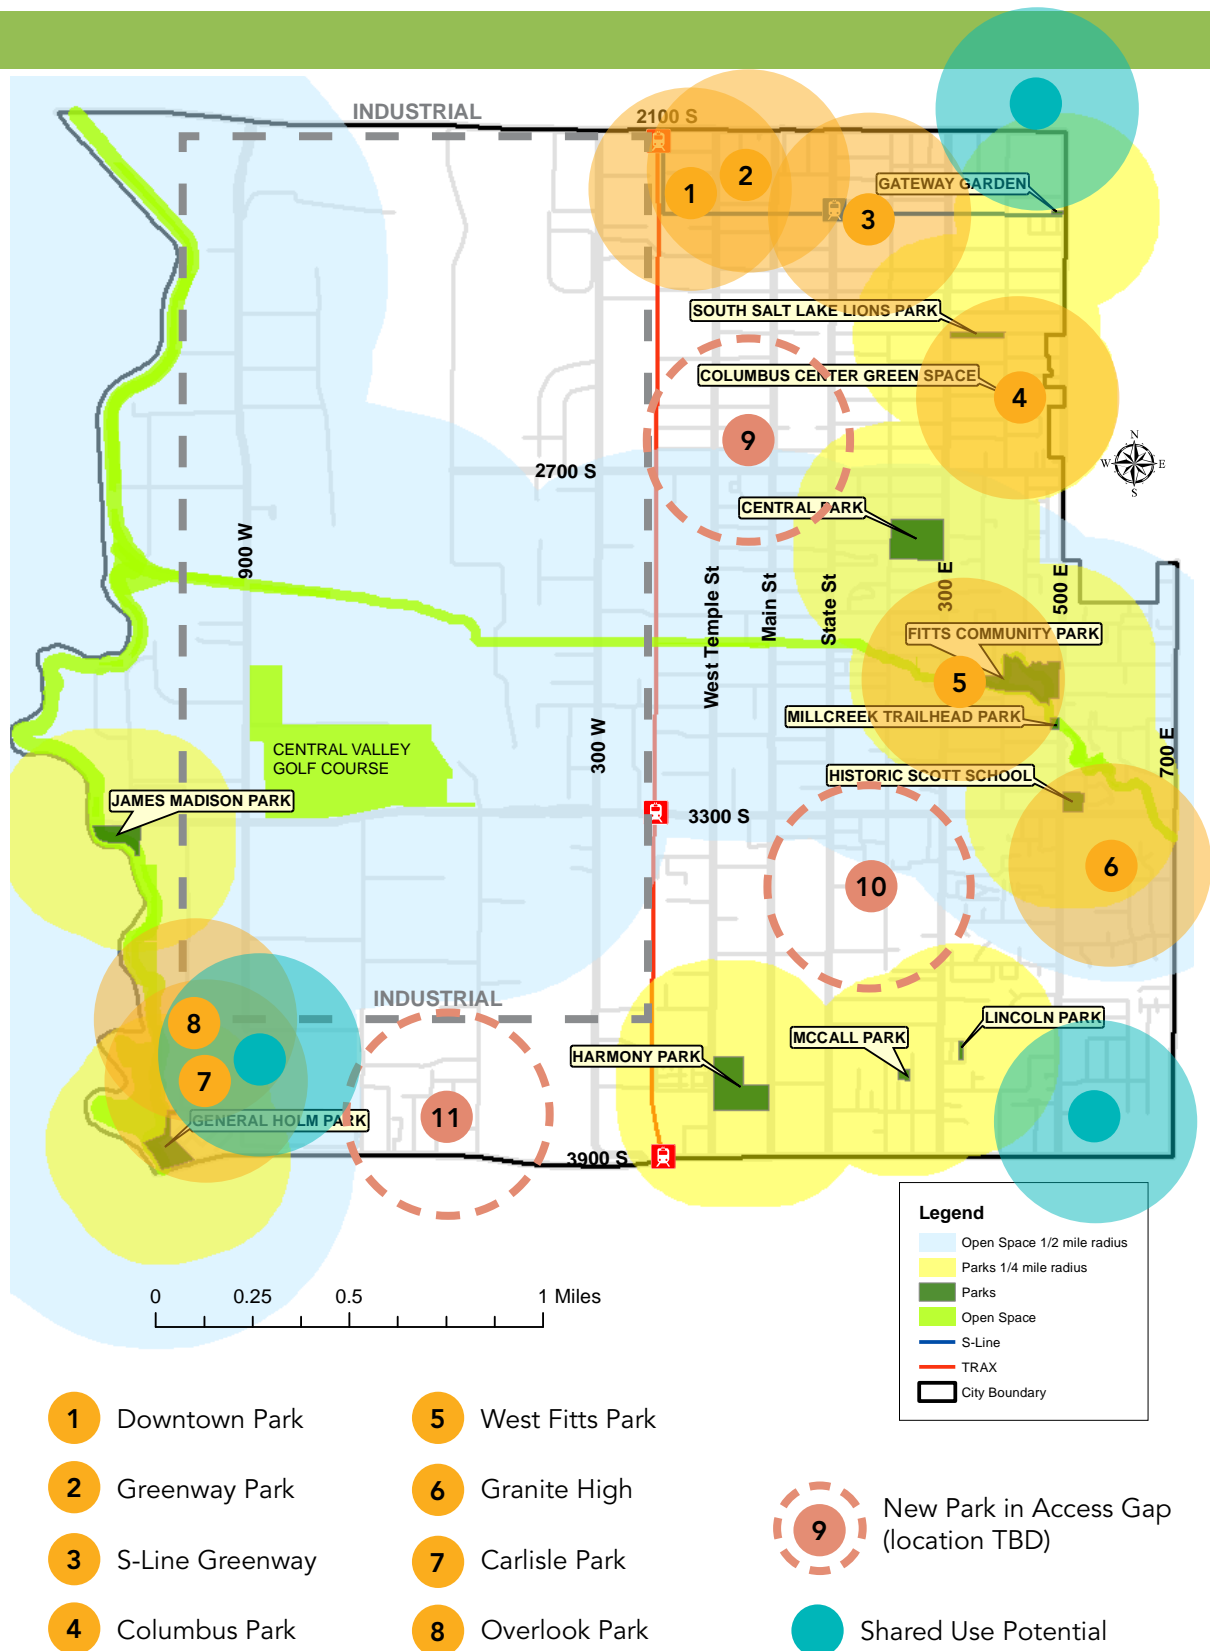 INDUSTRIAL
2100 S
1
2
3
GATEWAY GARDEN
SOUTH SALT LAKE LIONS PARK
COLUMBUS CENTER GREEN SPACE
4
9
2700 S
N
W
E
S
CENTRAL PARK
900 W
West Temple St
Main St
State St
300 E
500 E
FITTS COMMUNITY PARK
5
MILLCREEK TRAILHEAD PARK
300 W
700 E
CENTRAL VALLEY
GOLF COURSE
HISTORIC SCOTT SCHOOL
JAMES MADISON PARK
3300 S
6
10
INDUSTRIAL
8
7
LINCOLN PARK
MCCALL PARK
HARMONY PARK
GENERAL HOLM PARK
11
3900 S
Legend
Open Space 1/2 mile radius
Parks 1/4 mile radius
Parks
Open Space
S-Line
TRAX
City Boundary
0 0.25 0.5 1 Miles
1 Downtown Park
2 Greenway Park
3 S-Line Greenway
4 Columbus Park
5 West Fitts Park
6 Granite High
7 Carlisle Park
8 Overlook Park
9 New Park in Access Gap
(location TBD)
Shared Use Potential